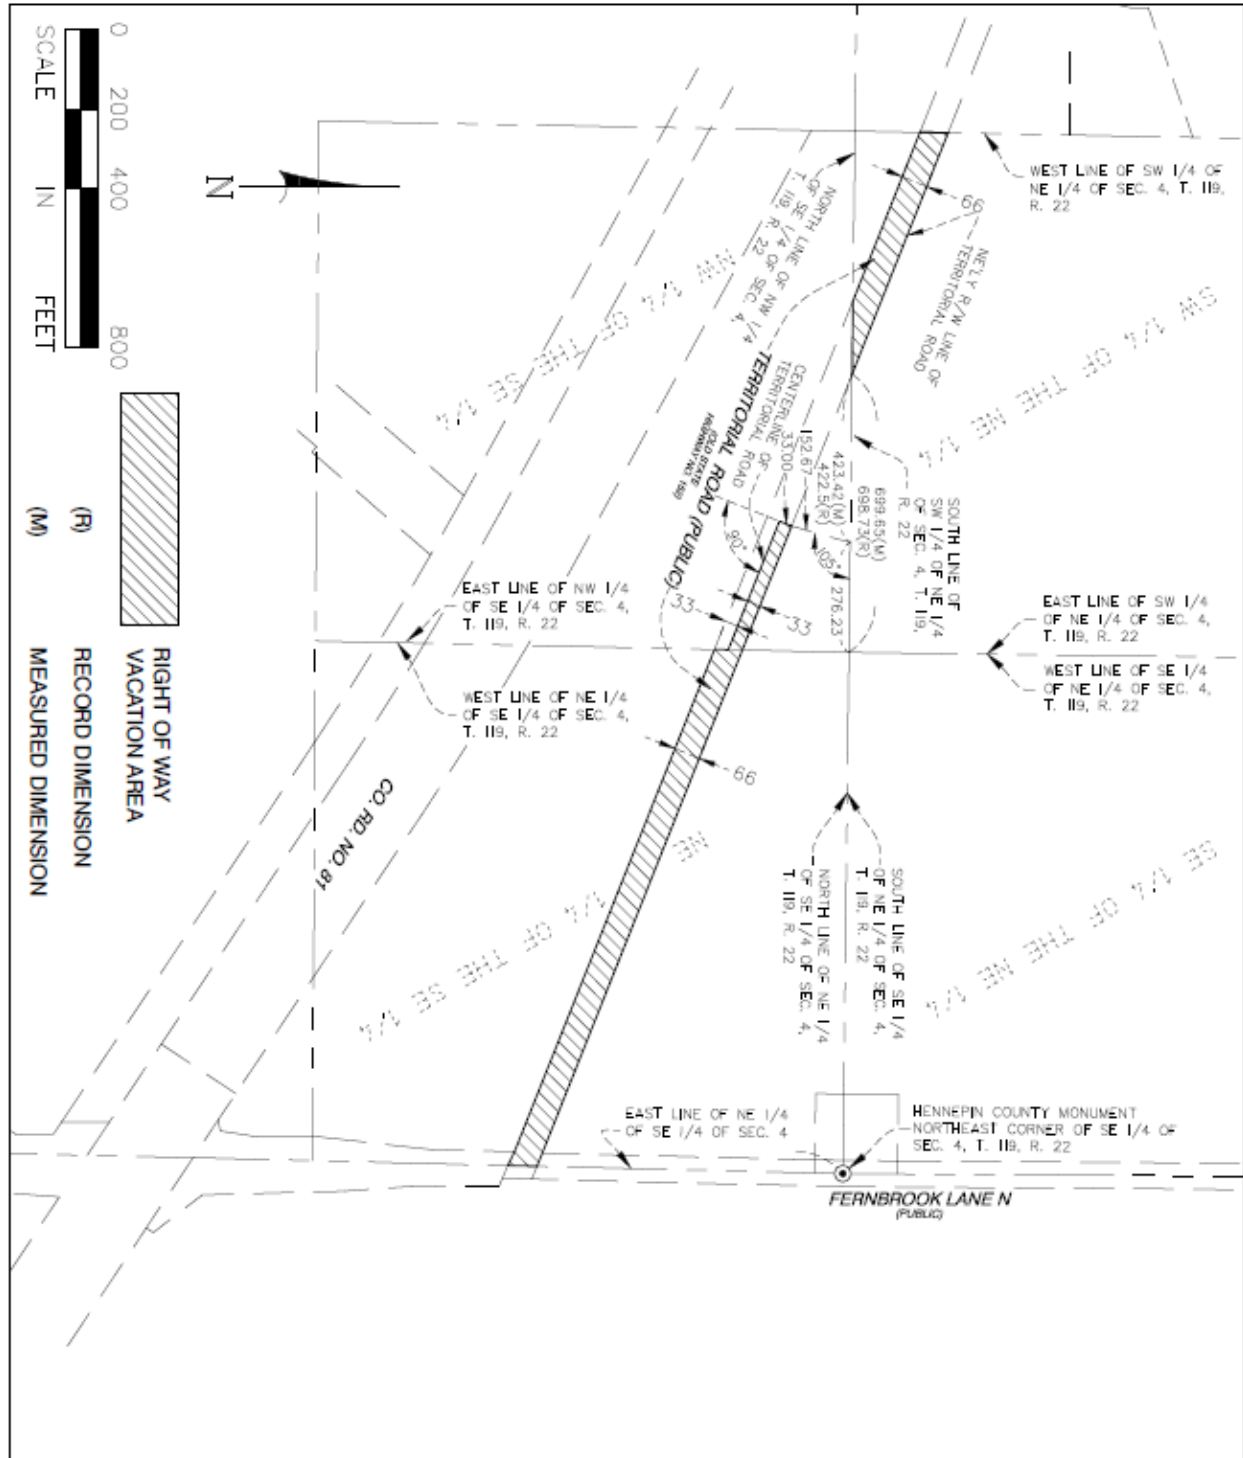 0
200
400
800
SCALE IN FEET
N
RIGHT OF WAY
VACATION AREA
(R) RECORD DIMENSION
(M) MEASURED DIMENSION
WEST LINE OF SW 1/4 OF
NE 1/4 OF SEC. 4, T. 119,
R. 22
66
NE'LY R/W LINE OF
TERRITORIAL ROAD
NORTH LINE OF NW 1/4
OF SE 1/4 OF SEC. 4,
T. 119, R. 22
SW 1/4 OF THE NE 1/4
NW 1/4 OF THE SE 1/4
TERRITORIAL ROAD (PUBLIC)
(OLD STATE
HIGHWAY NO. 152)
CENTERLINE OF
TERRITORIAL ROAD
33.00
152.67
423.42(M)
422.5(R)
699.65(M)
698.73(R)
SOUTH LINE OF
SW 1/4 OF NE 1/4
OF SEC. 4, T. 119,
R. 22
90°
105°
276.23
33
33
EAST LINE OF NW 1/4
OF SE 1/4 OF SEC. 4,
T. 119, R. 22
WEST LINE OF NE 1/4
OF SE 1/4 OF SEC. 4,
T. 119, R. 22
EAST LINE OF SW 1/4
OF NE 1/4 OF SEC. 4,
T. 119, R. 22
WEST LINE OF SE 1/4
OF NE 1/4 OF SEC. 4,
T. 119, R. 22
66
CO. RD. NO. 81
NE 1/4 OF THE SE 1/4
SE 1/4 OF THE NE 1/4
SOUTH LINE OF SE 1/4
OF NE 1/4 OF SEC. 4,
T. 119, R. 22
NORTH LINE OF NE 1/4
OF SE 1/4 OF SEC. 4,
T. 119, R. 22
EAST LINE OF NE 1/4
OF SE 1/4 OF SEC. 4
HENNEPIN COUNTY MONUMENT
NORTHEAST CORNER OF SE 1/4 OF
SEC. 4, T. 119, R. 22
FERNBROOK LANE N
(PUBLIC)